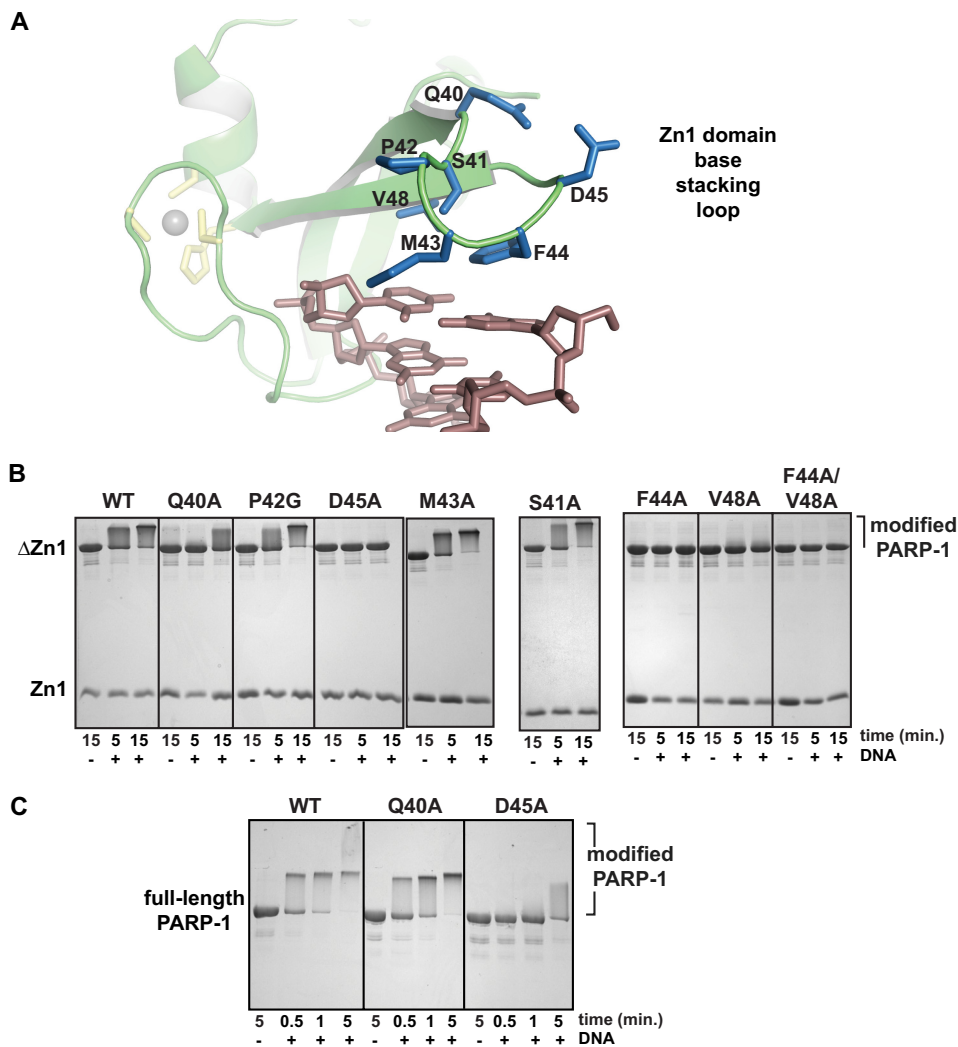 A
Q40
P42
S41
V48
D45
M43
F44
Zn1 domain
base
stacking
loop
B
WT Q40A P42G D45A M43A S41A F44A V48A F44A/
V48A
ΔZn1
modified
PARP-1
Zn1
15 5 15 15 5 15 15 5 15 15 5 15 15 5 15 15 5 15 15 5 15 15 5 15 15 5 15 time (min.)
- + + - + + - + + - + + - + + - + + - + + - + + - + + DNA
C
WT Q40A D45A
modified
PARP-1
full-length
PARP-1
5 0.5 1 5 5 0.5 1 5 5 0.5 1 5 time (min.)
- + + + - + + + - + + + DNA